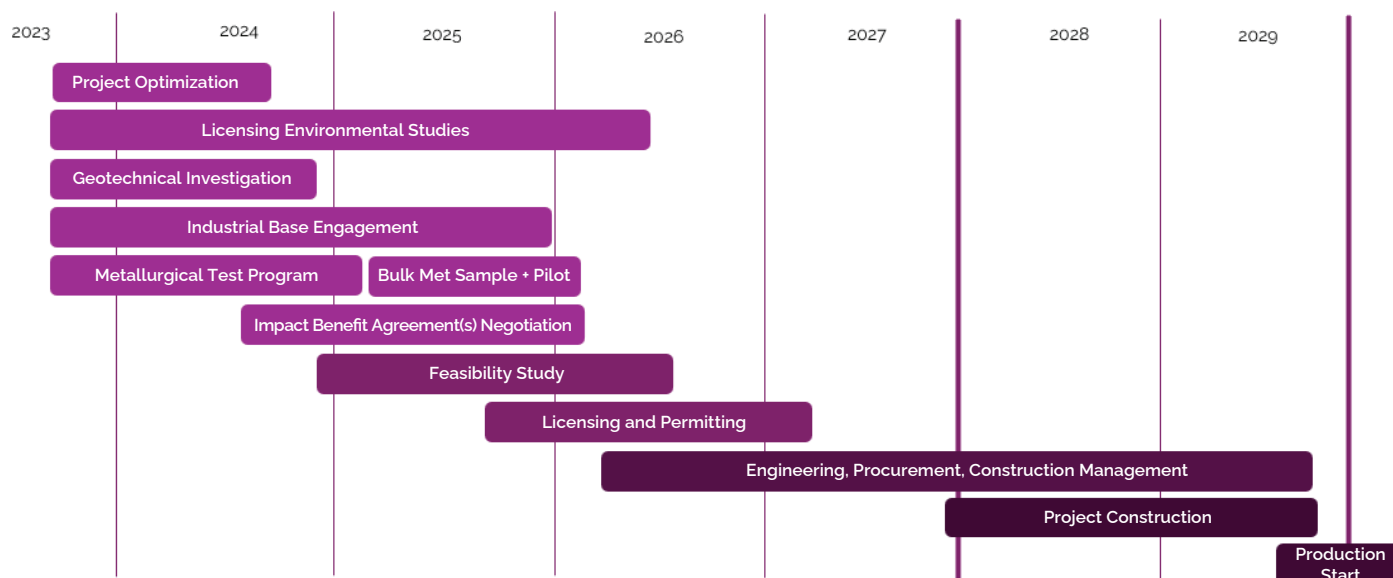 2023 2024 2025 2026 2027 2028 2029
Project Optimization
Licensing Environmental Studies
Geotechnical Investigation
Industrial Base Engagement
Metallurgical Test Program Bulk Met Sample + Pilot
Impact Benefit Agreement(s) Negotiation
Feasibility Study
Licensing and Permitting
Engineering, Procurement, Construction Management
Project Construction
Production
Start